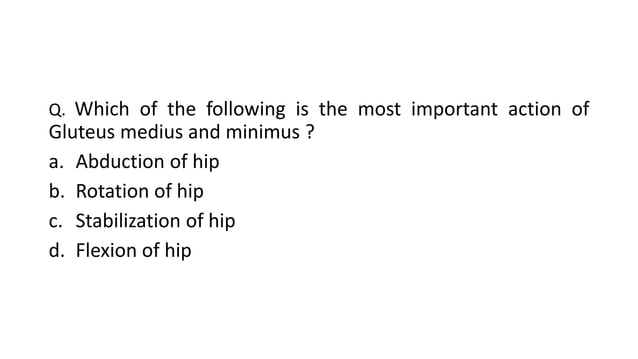 Q. Which of the following is the most important action of
Gluteus medius and minimus ?
a. Abduction of hip
b. Rotation of hip
c. Stabilization of hip
d. Flexion of hip